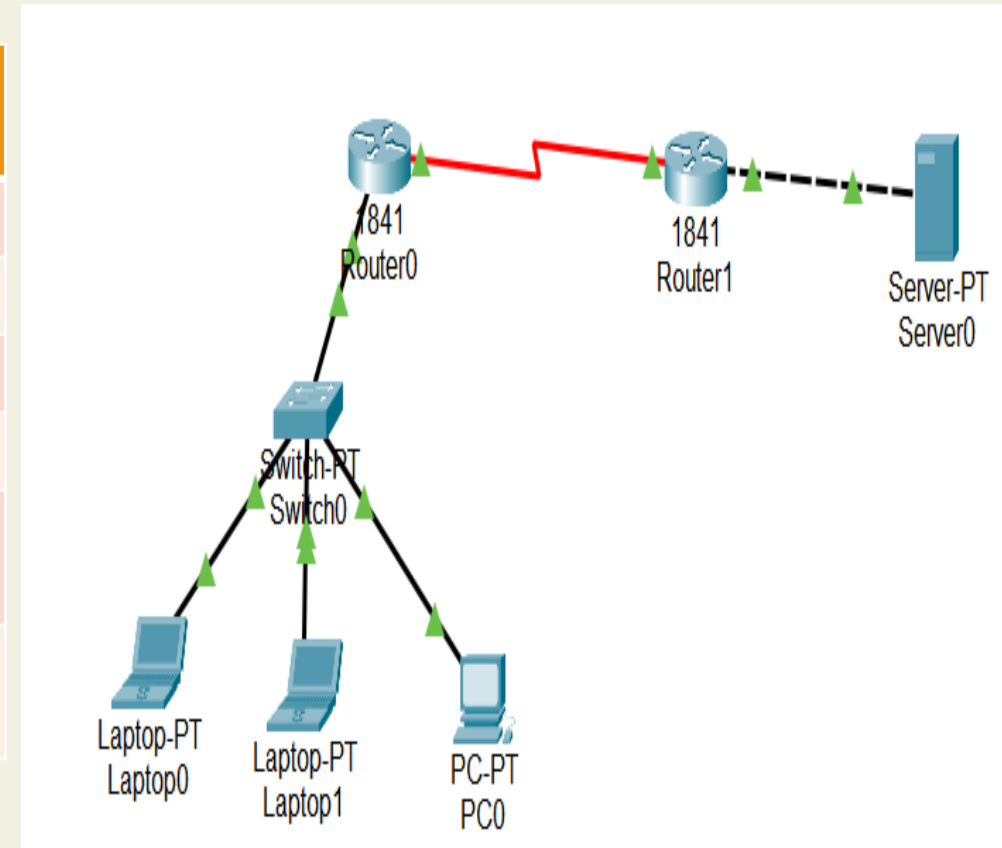 1841
Router0
1841
Router1
Server-PT
Server0
Switch-PT
Switch0
Laptop-PT
Laptop0
Laptop-PT
Laptop1
PC-PT
PC0